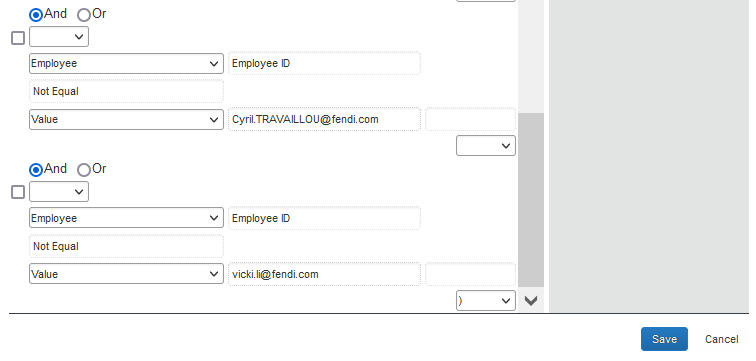 And Or
Employee Employee ID
Not Equal
Value Cyril.TRAVAILLOU@fendi.com
And Or
Employee Employee ID
Not Equal
Value vicki.li@fendi.com
)
Save Cancel